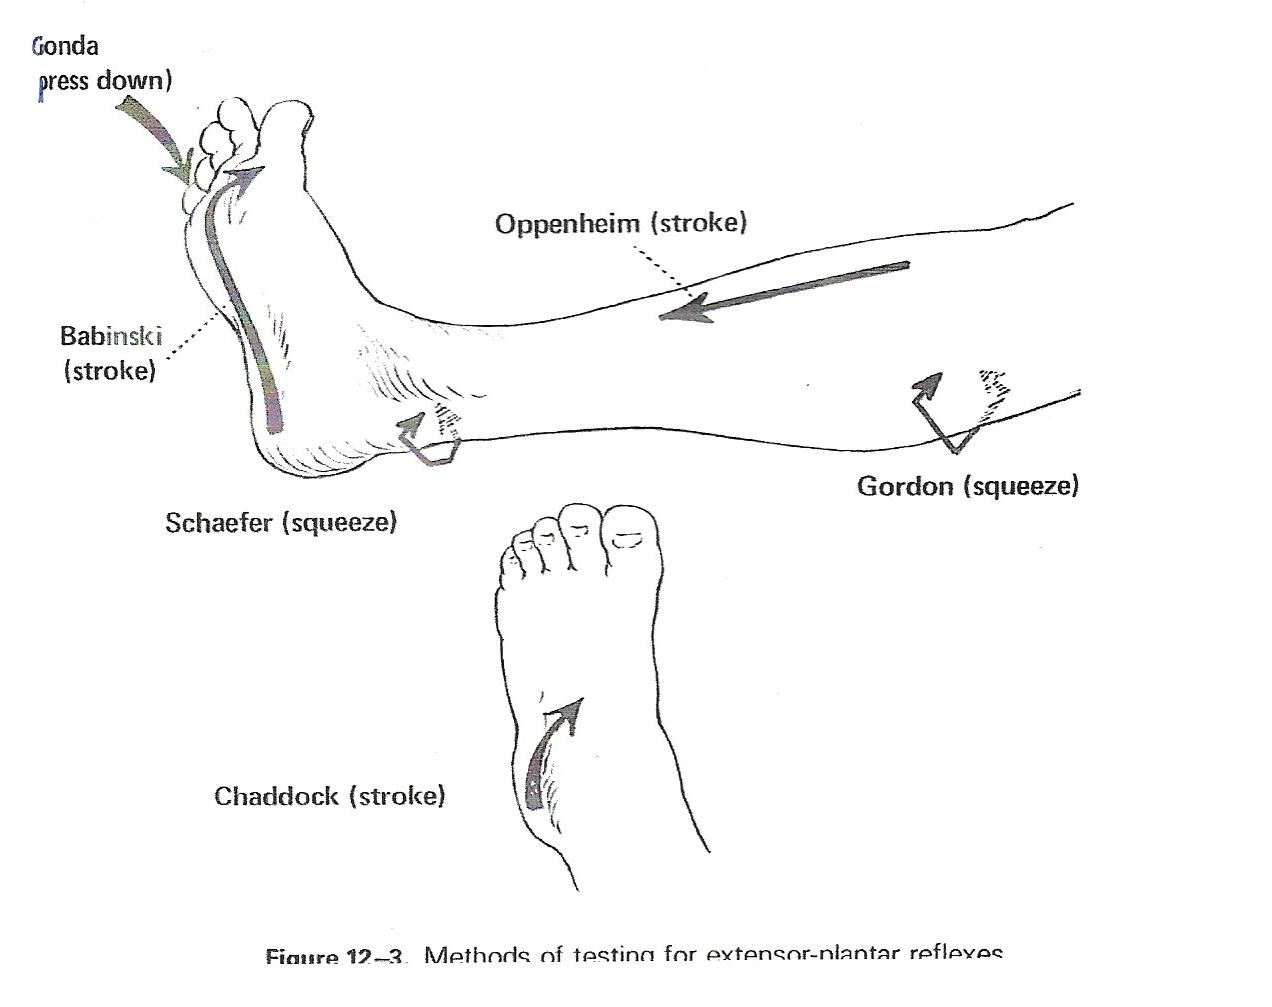 Gonda
press down)
Oppenheim (stroke)
Babinski
(stroke)
Gordon (squeeze)
Schaefer (squeeze)
Chaddock (stroke)
Figure 12–3. Methods of testing for extensor-plantar reflexes